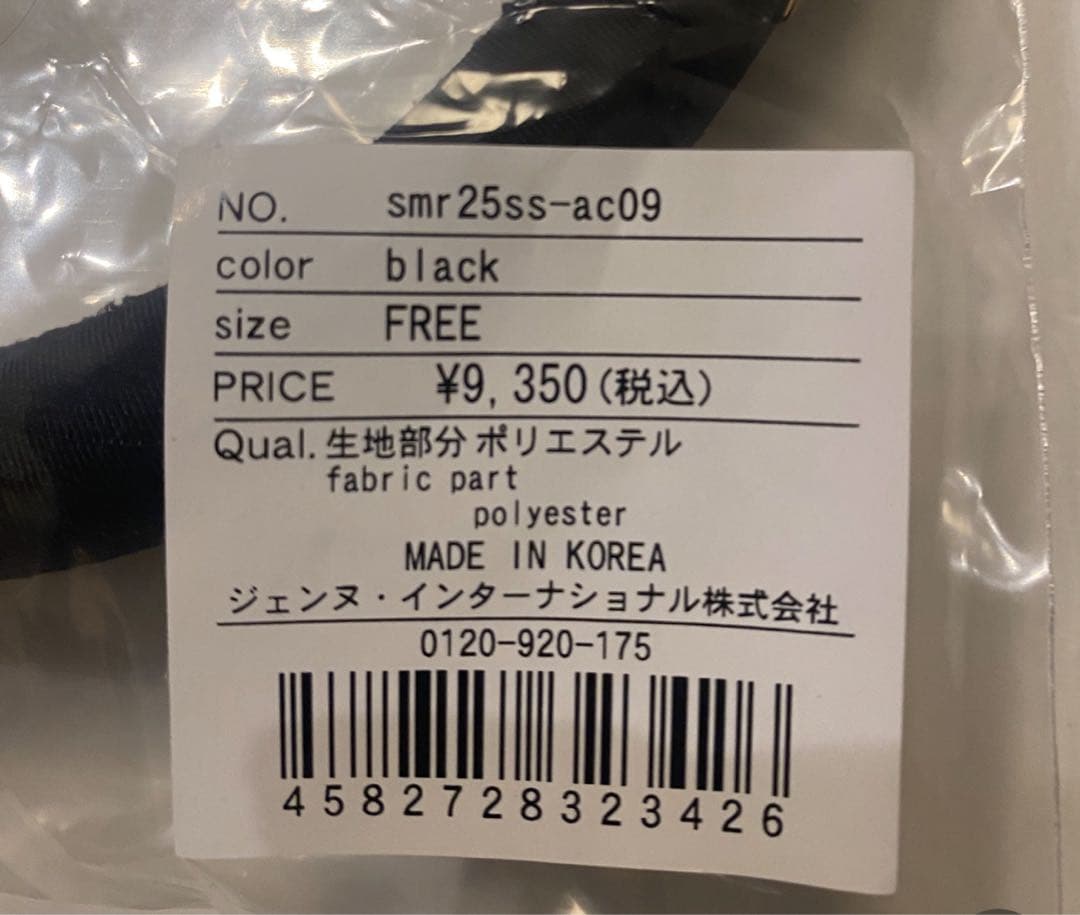 NO. smr25ss-ac09
color black
size FREE
PRICE ¥9,350(税込)
Qual. 生地部分 ポリエステル
fabric part
polyester
MADE IN KOREA
ジェンヌ・インターナショナル株式会社
0120-920-175
4582728323426